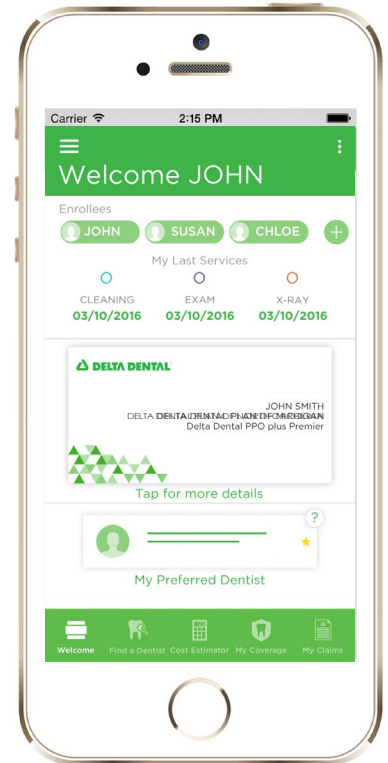 Carrier 2:15 PM
Welcome JOHN
Enrollees
JOHN SUSAN CHLOE +
My Last Services
CLEANING EXAM X-RAY
03/10/2016 03/10/2016 03/10/2016
DELTA DENTAL
JOHN SMITH
DELTA
Delta Dental PPO plus Premier
Tap for more details
?
My Preferred Dentist
Welcome Find a Dentist Cost Estimator My Coverage My Claims